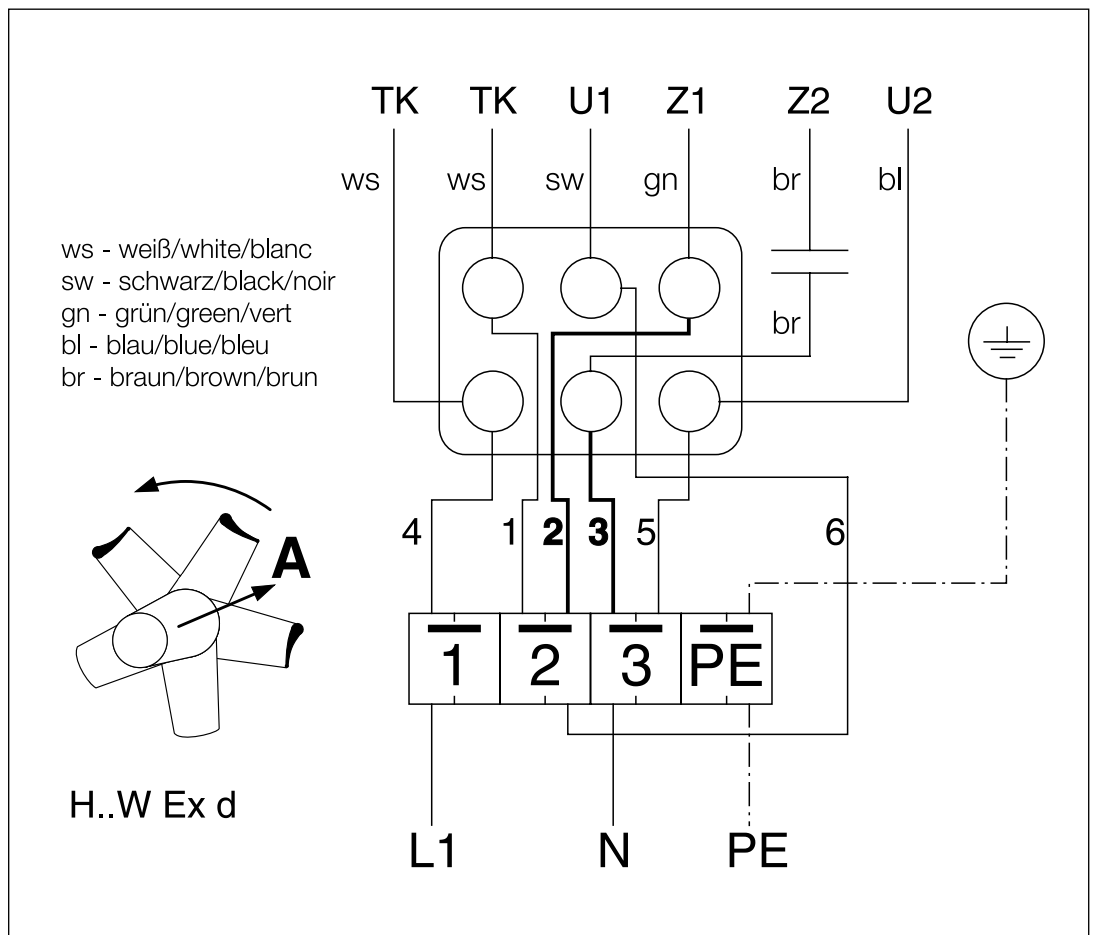 TK TK U1 Z1 Z2 U2
ws ws sw gn br bl
ws - weiß/white/blanc
sw - schwarz/black/noir
gn - grün/green/vert
bl - blau/blue/bleu
br - braun/brown/brun
br
4 1 2 3 5 6
A
1 2 3 PE
H..W Ex d
L1 N PE